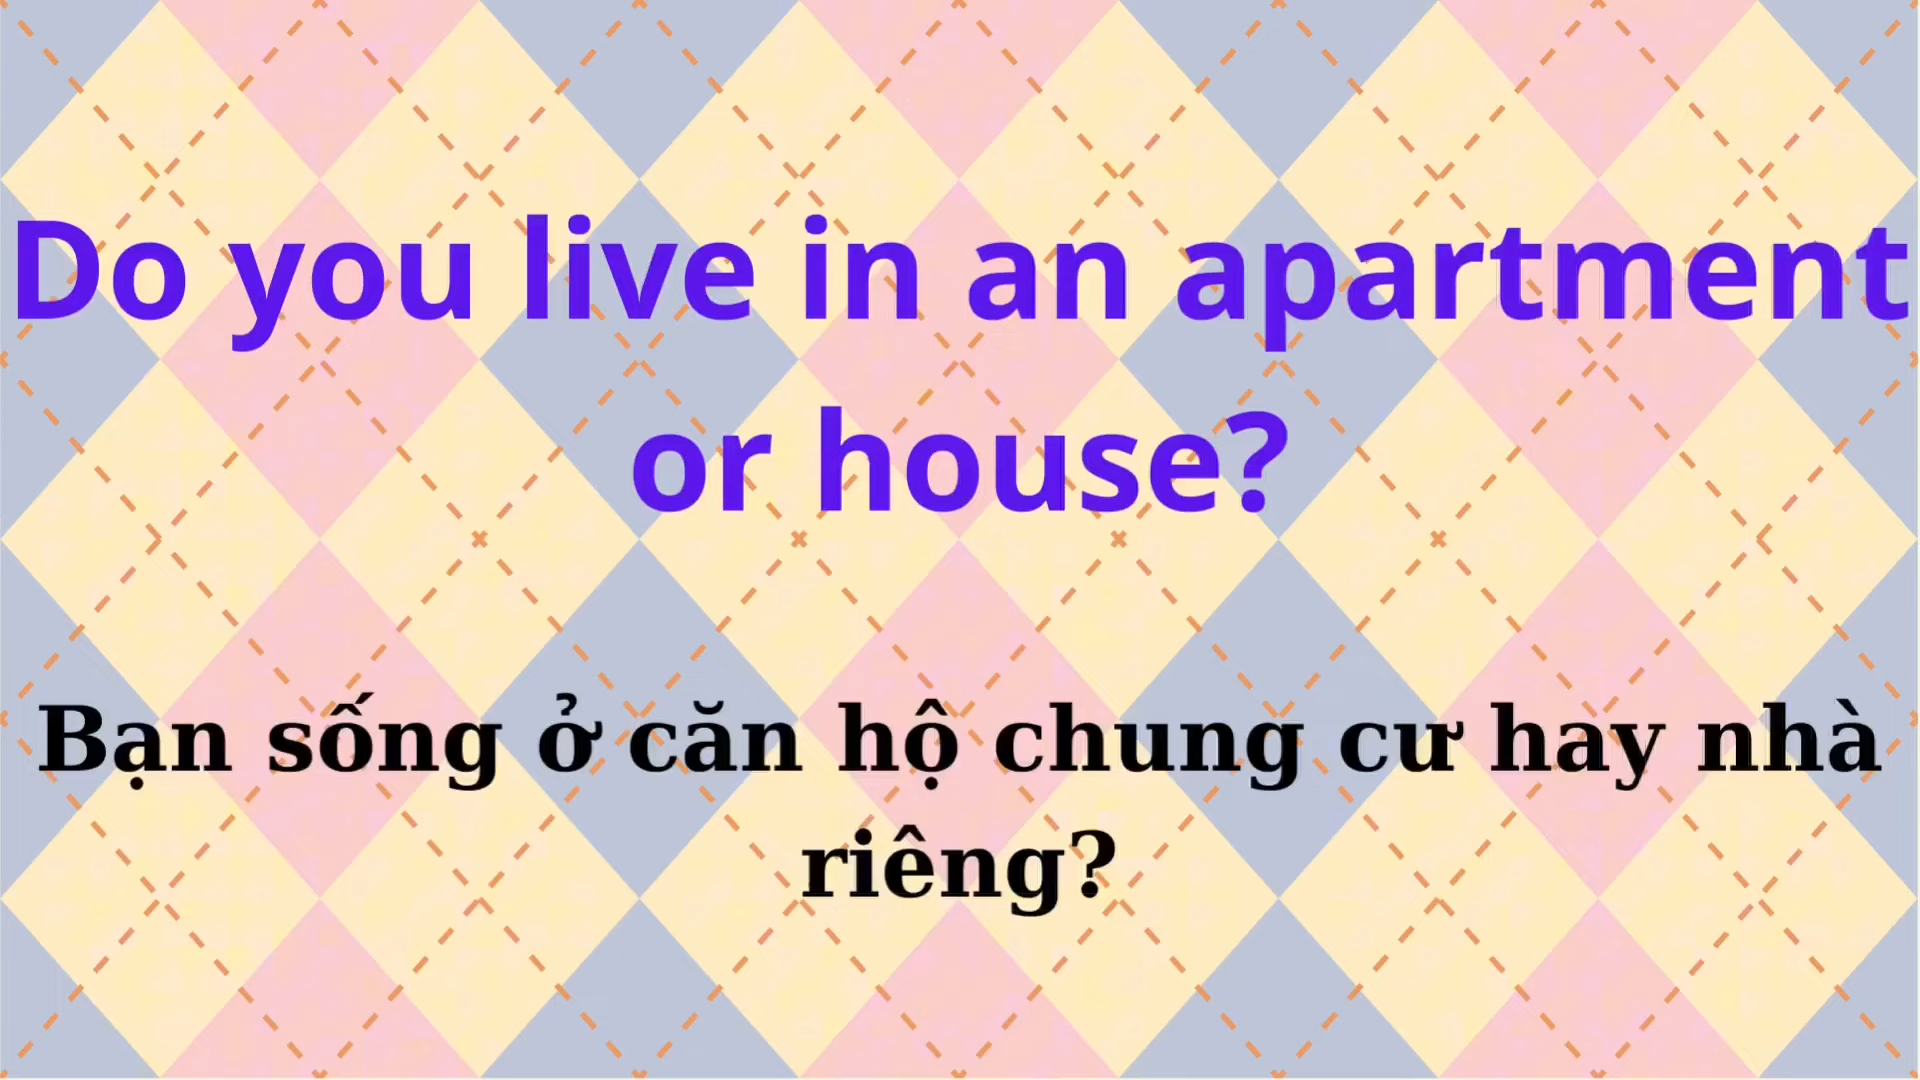 Do you live in an apartment
or house?
Bạn sống ở căn hộ chung cư hay nhà
riêng?